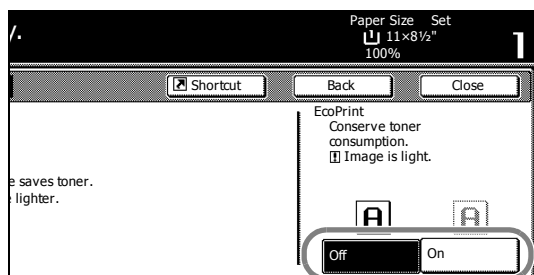 y.
Paper Size Set
11×8½"
100%
1
Shortcut
Back
Close
EcoPrint
Conserve toner
consumption.
Image is light.
e saves toner.
lighter.
A
A
Off
On